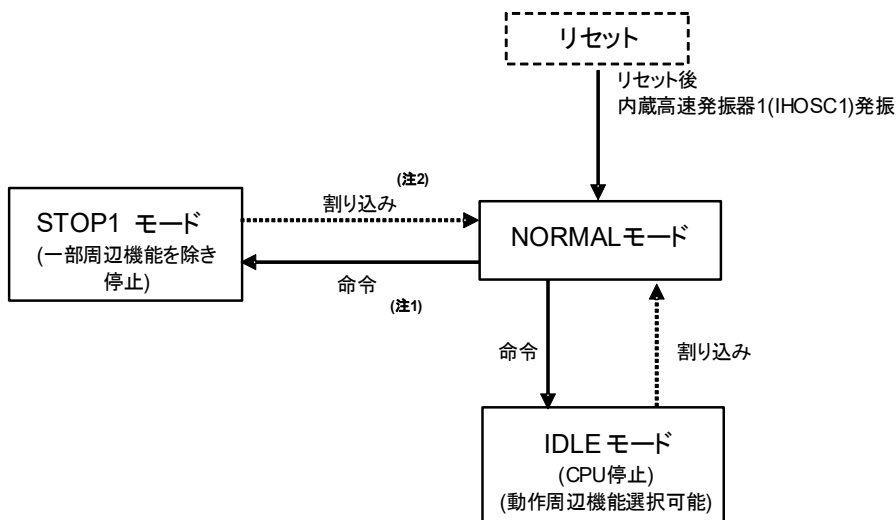 リセット
リセット後
内蔵高速発振器1(IHOSC1)発振
(注2)
割り込み
STOP1 モード
(一部周辺機能を除き
停止)
NORMALモード
命令
(注1)
命令
割り込み
IDLE モード
(CPU停止)
(動作周辺機能選択可能)